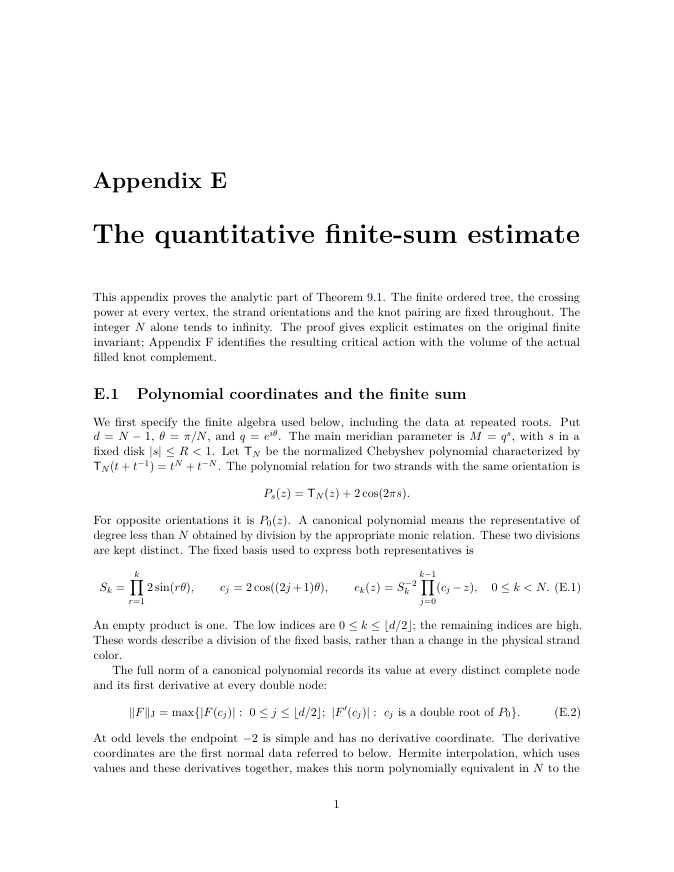 Appendix E
The quantitative finite-sum estimate
This appendix proves the analytic part of Theorem 9.1. The finite ordered tree, the crossing
power at every vertex, the strand orientations and the knot pairing are fixed throughout. The
integer N alone tends to infinity. The proof gives explicit estimates on the original finite
invariant; Appendix F identifies the resulting critical action with the volume of the actual
filled knot complement.
E.1 Polynomial coordinates and the finite sum
We first specify the finite algebra used below, including the data at repeated roots. Put
d = N − 1, θ = π/N, and q = e^{iθ}. The main meridian parameter is M = q^s, with s in a
fixed disk |s| ≤ R < 1. Let T_N be the normalized Chebyshev polynomial characterized by
T_N(t + t^{−1}) = t^N + t^{−N}. The polynomial relation for two strands with the same orientation is
P_s(z) = T_N(z) + 2 cos(2πs).
For opposite orientations it is P_0(z). A canonical polynomial means the representative of
degree less than N obtained by division by the appropriate monic relation. These two divisions
are kept distinct. The fixed basis used to express both representatives is
S_k = ∏_{r=1}^{k} 2 sin(rθ), c_j = 2 cos((2j+1)θ), e_k(z) = S_k^{−2} ∏_{j=0}^{k−1} (c_j − z), 0 ≤ k < N. (E.1)
An empty product is one. The low indices are 0 ≤ k ≤ ⌊d/2⌋; the remaining indices are high.
These words describe a division of the fixed basis, rather than a change in the physical strand
color.
The full norm of a canonical polynomial records its value at every distinct complete node
and its first derivative at every double node:
‖F‖_J = max{|F(c_j)| : 0 ≤ j ≤ ⌊d/2⌋; |F′(c_j)| : c_j is a double root of P_0}. (E.2)
At odd levels the endpoint −2 is simple and has no derivative coordinate. The derivative
coordinates are the first normal data referred to below. Hermite interpolation, which uses
values and these derivatives together, makes this norm polynomially equivalent in N to the
1